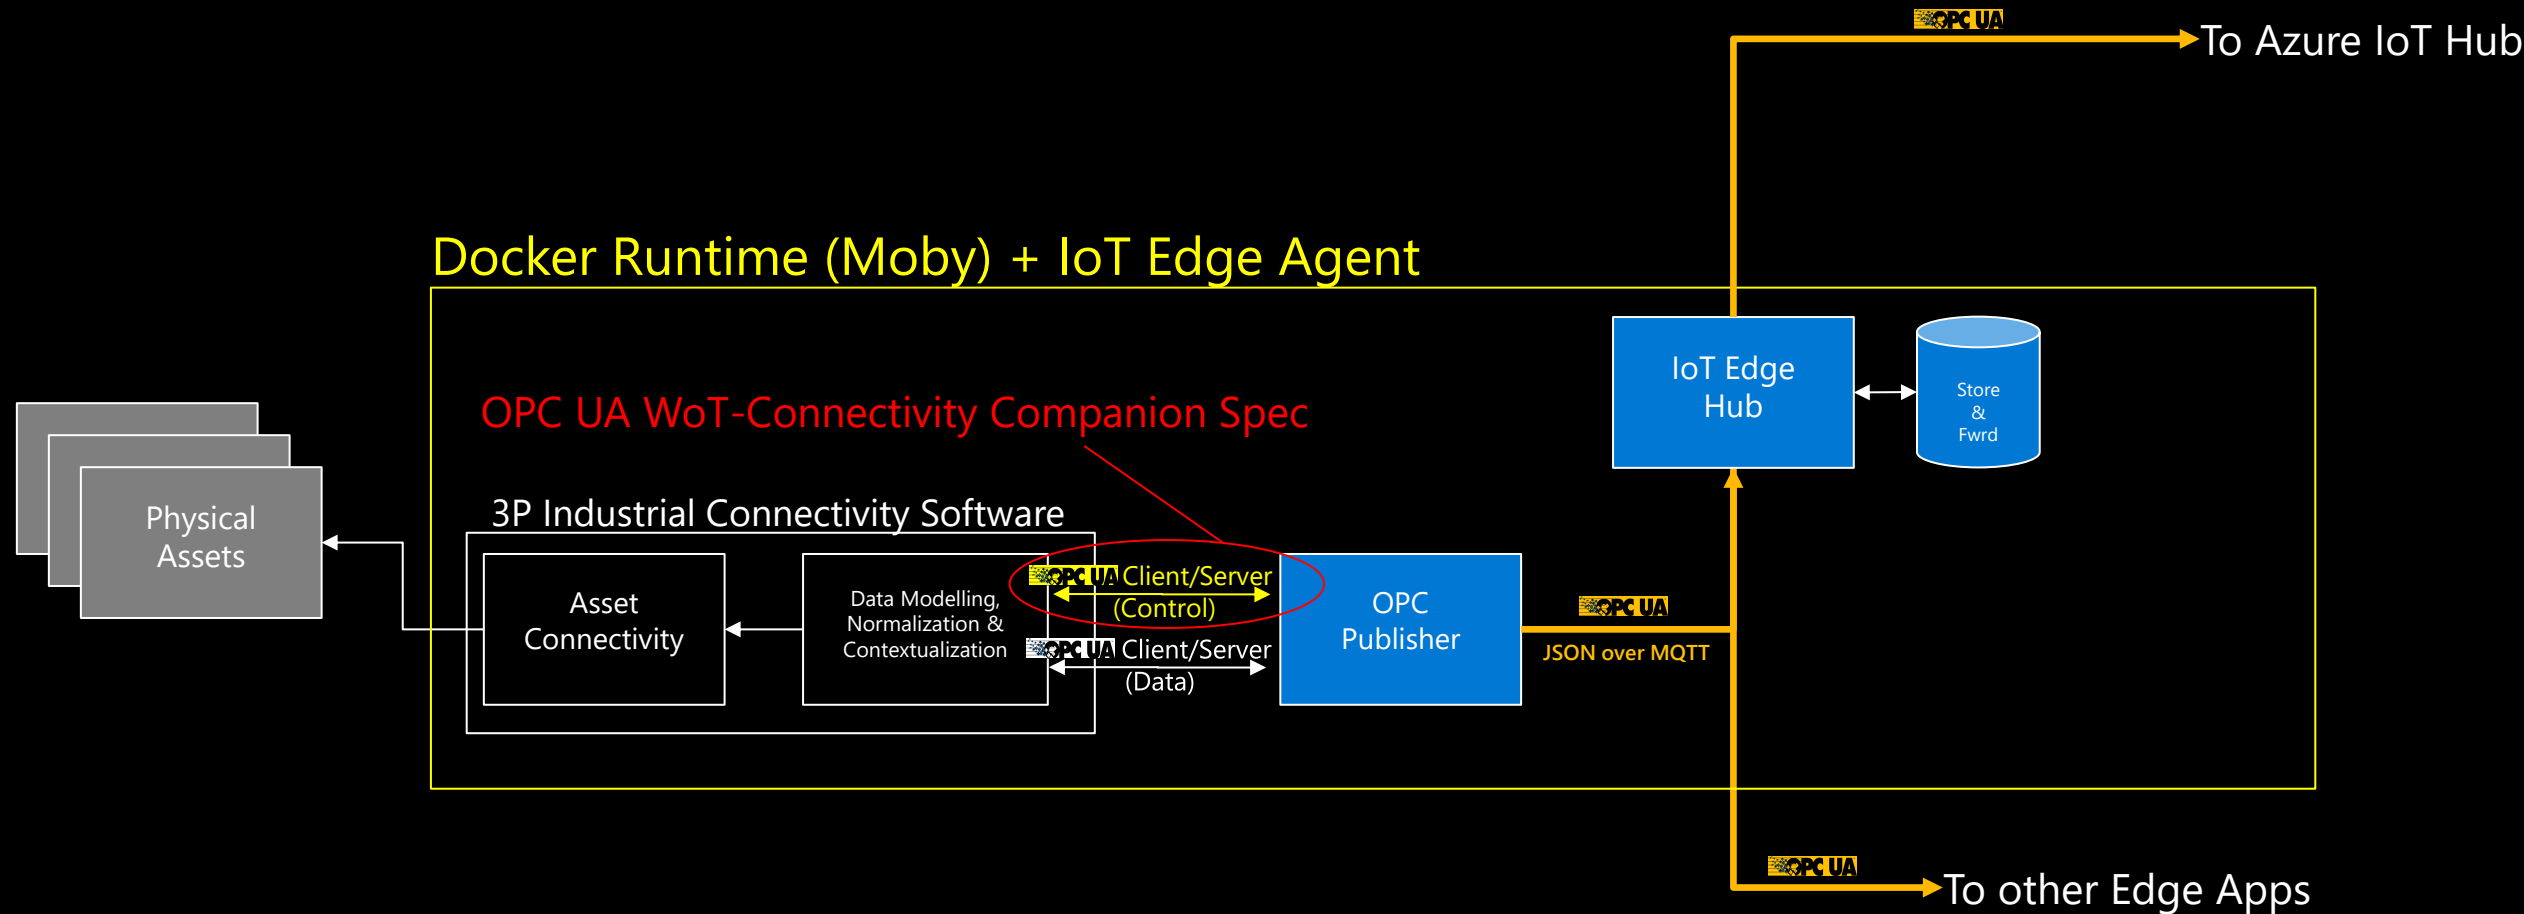 OPC UA
To Azure IoT Hub
Docker Runtime (Moby) + IoT Edge Agent
IoT Edge
Hub
Store
&
Fwrd
OPC UA WoT-Connectivity Companion Spec
Physical
Assets
3P Industrial Connectivity Software
Asset
Connectivity
Data Modelling,
Normalization &
Contextualization
OPC UA Client/Server
(Control)
OPC UA Client/Server
(Data)
OPC
Publisher
OPC UA
JSON over MQTT
OPC UA
To other Edge Apps